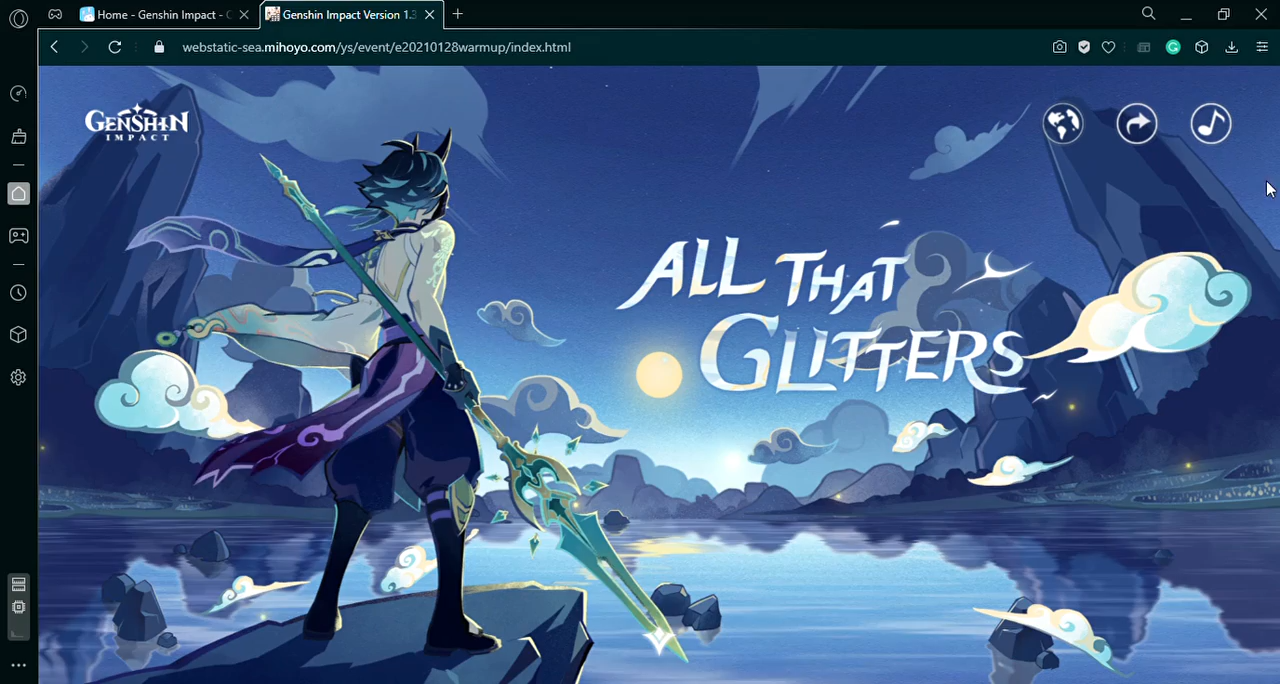 Home - Genshin Impact -
Genshin Impact Version 1.3
webstatic-sea.mihoyo.com/ys/event/e20210128warmup/index.html
GENSHIN
IMPACT
ALL THAT
GLITTERS